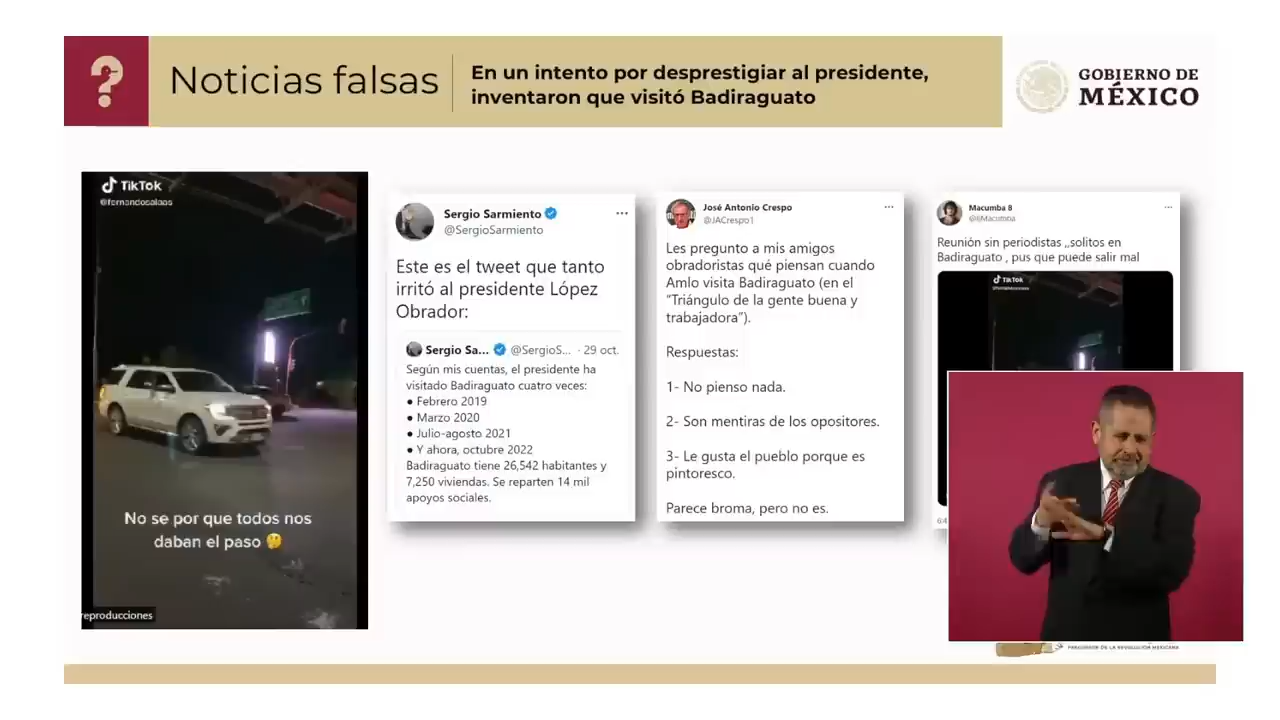 Noticias falsas
En un intento por desprestigiar al presidente,
inventaron que visitó Badiraguato
GOBIERNO DE
MÉXICO
TikTok
@fernandosalaas
No se por que todos nos
daban el paso 🤔
reproducciones
Sergio Sarmiento
@SergioSarmiento
Este es el tweet que tanto
irritó al presidente López
Obrador:
Sergio Sa... @SergioS... · 29 oct.
Según mis cuentas, el presidente ha
visitado Badiraguato cuatro veces:
● Febrero 2019
● Marzo 2020
● Julio-agosto 2021
● Y ahora, octubre 2022
Badiraguato tiene 26,542 habitantes y
7,250 viviendas. Se reparten 14 mil
apoyos sociales.
José Antonio Crespo
@JACrespo1
Les pregunto a mis amigos
obradoristas qué piensan cuando
Amlo visita Badiraguato (en el
"Triángulo de la gente buena y
trabajadora").
Respuestas:
1- No pienso nada.
2- Son mentiras de los opositores.
3- Le gusta el pueblo porque es
pintoresco.
Parece broma, pero no es.
Macumba 8
Reunión sin periodistas ,,solitos en
Badiraguato , pus que puede salir mal
TikTok
PRECURSOR DE LA REVOLUCIÓN MEXICANA